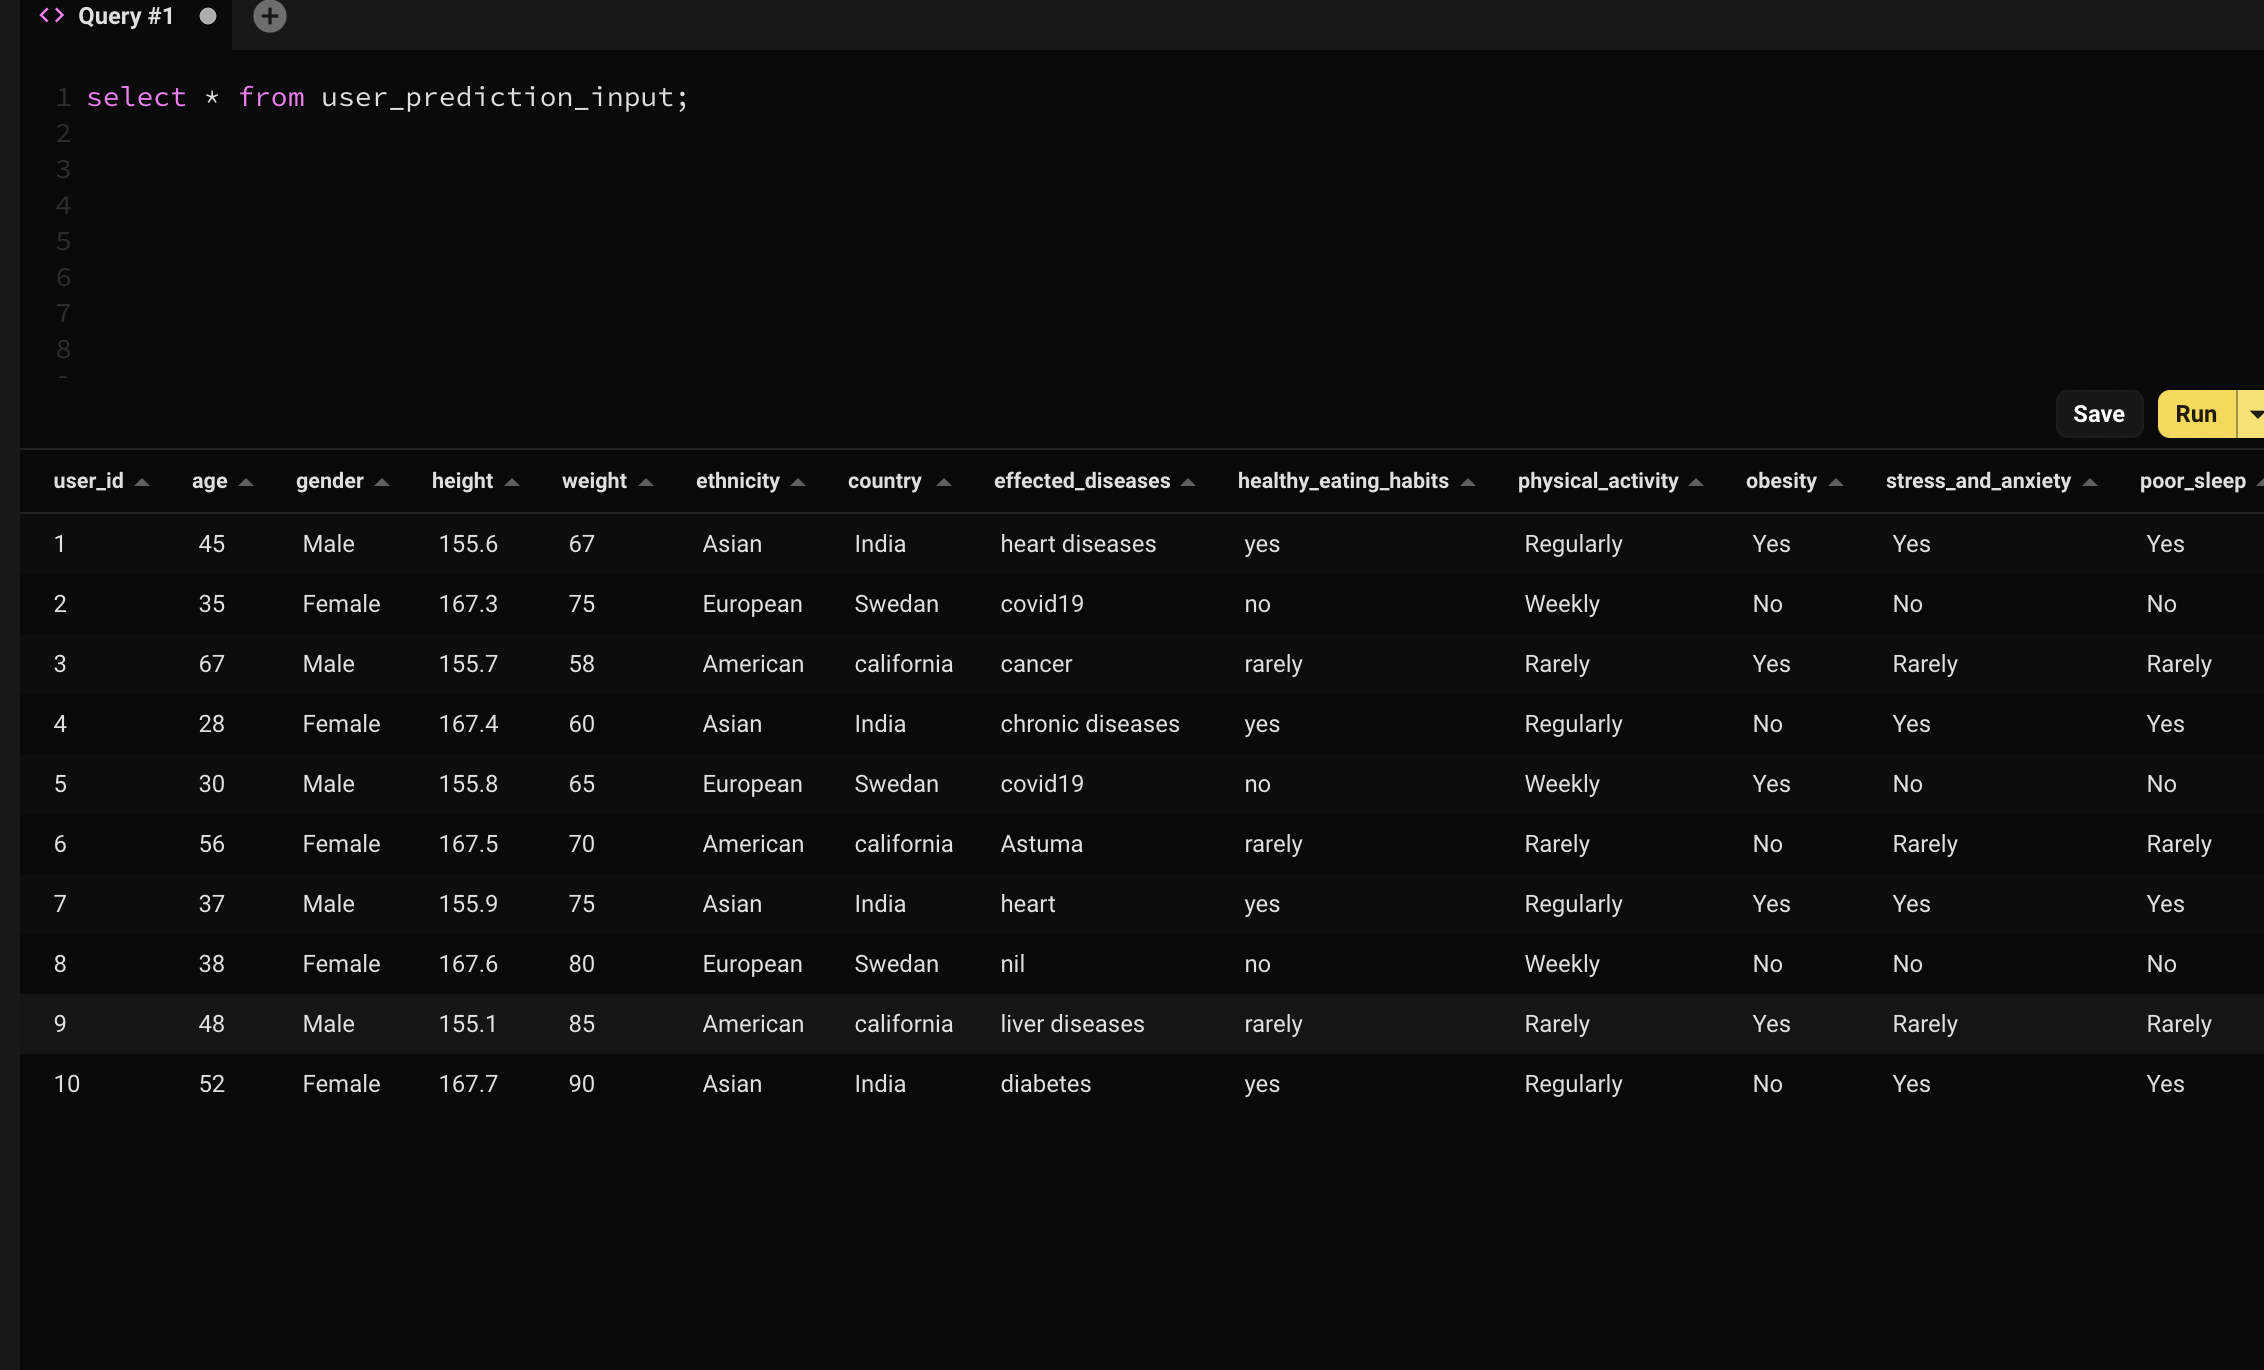 <> Query #1
1 select * from user_prediction_input;
2
3
4
5
6
7
8
Save Run
user_id age gender height weight ethnicity country effected_diseases healthy_eating_habits physical_activity obesity stress_and_anxiety poor_sleep
1 45 Male 155.6 67 Asian India heart diseases yes Regularly Yes Yes Yes
2 35 Female 167.3 75 European Swedan covid19 no Weekly No No No
3 67 Male 155.7 58 American california cancer rarely Rarely Yes Rarely Rarely
4 28 Female 167.4 60 Asian India chronic diseases yes Regularly No Yes Yes
5 30 Male 155.8 65 European Swedan covid19 no Weekly Yes No No
6 56 Female 167.5 70 American california Astuma rarely Rarely No Rarely Rarely
7 37 Male 155.9 75 Asian India heart yes Regularly Yes Yes Yes
8 38 Female 167.6 80 European Swedan nil no Weekly No No No
9 48 Male 155.1 85 American california liver diseases rarely Rarely Yes Rarely Rarely
10 52 Female 167.7 90 Asian India diabetes yes Regularly No Yes Yes